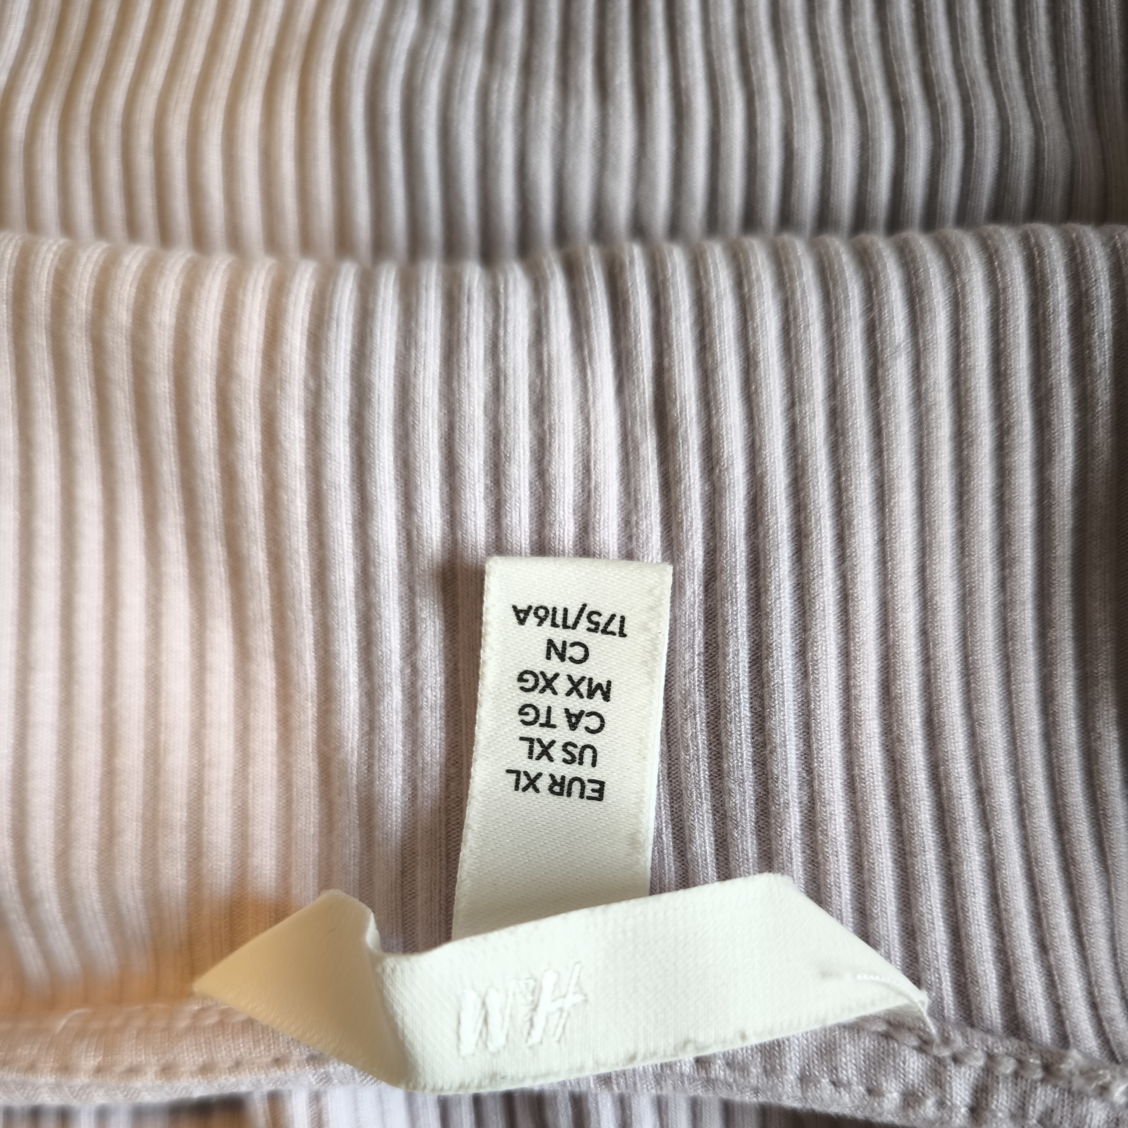 H&M
EUR XL
US XL
CA TG
MX XG
CN
175/116A